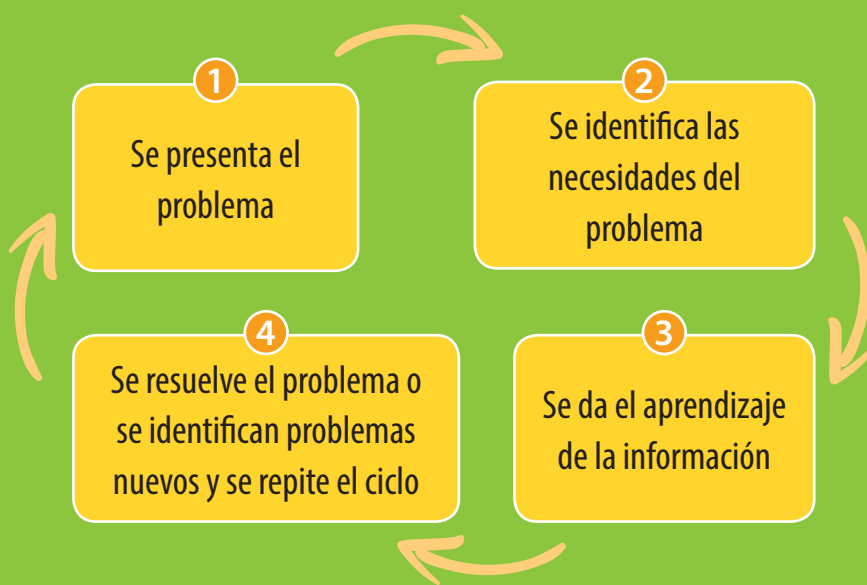 1
Se presenta el
problema
2
Se identifica las
necesidades del
problema
3
Se da el aprendizaje
de la información
4
Se resuelve el problema o
se identifican problemas
nuevos y se repite el ciclo